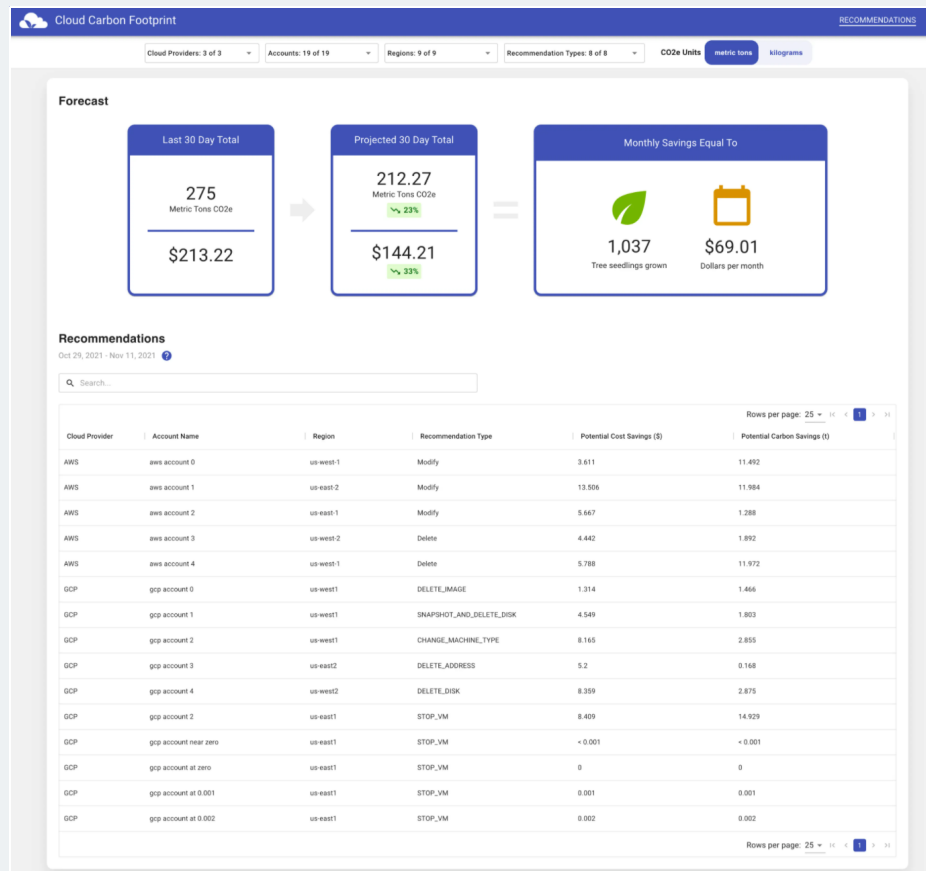 Cloud Carbon Footprint
RECOMMENDATIONS
Cloud Providers: 3 of 3 Accounts: 19 of 19 Regions: 9 of 9 Recommendation Types: 8 of 8 CO2e Units metric tons kilograms
Forecast
Last 30 Day Total
275
Metric Tons CO2e
$213.22
Projected 30 Day Total
212.27
Metric Tons CO2e
23%
$144.21
33%
Monthly Savings Equal To
1,037
Tree seedlings grown
$69.01
Dollars per month
Recommendations
Oct 29, 2021 - Nov 11, 2021 ?
Search...
Rows per page: 25 1
Cloud Provider Account Name Region Recommendation Type Potential Cost Savings ($) Potential Carbon Savings (t)
AWS aws account 0 us-west-1 Modify 3.611 11.492
AWS aws account 1 us-east-2 Modify 13.506 11.984
AWS aws account 2 us-east-1 Modify 5.667 1.288
AWS aws account 3 us-west-2 Delete 4.442 1.892
AWS aws account 4 us-west-1 Delete 5.788 11.972
GCP gcp account 0 us-west1 DELETE_IMAGE 1.314 1.466
GCP gcp account 1 us-west1 SNAPSHOT_AND_DELETE_DISK 4.549 1.803
GCP gcp account 2 us-west1 CHANGE_MACHINE_TYPE 8.165 2.855
GCP gcp account 3 us-east2 DELETE_ADDRESS 5.2 0.168
GCP gcp account 4 us-west2 DELETE_DISK 8.359 2.875
GCP gcp account 2 us-east1 STOP_VM 8.409 14.929
GCP gcp account near zero us-east1 STOP_VM < 0.001 < 0.001
GCP gcp account at zero us-east1 STOP_VM 0 0
GCP gcp account at 0.001 us-east1 STOP_VM 0.001 0.001
GCP gcp account at 0.002 us-east1 STOP_VM 0.002 0.002
Rows per page: 25 1